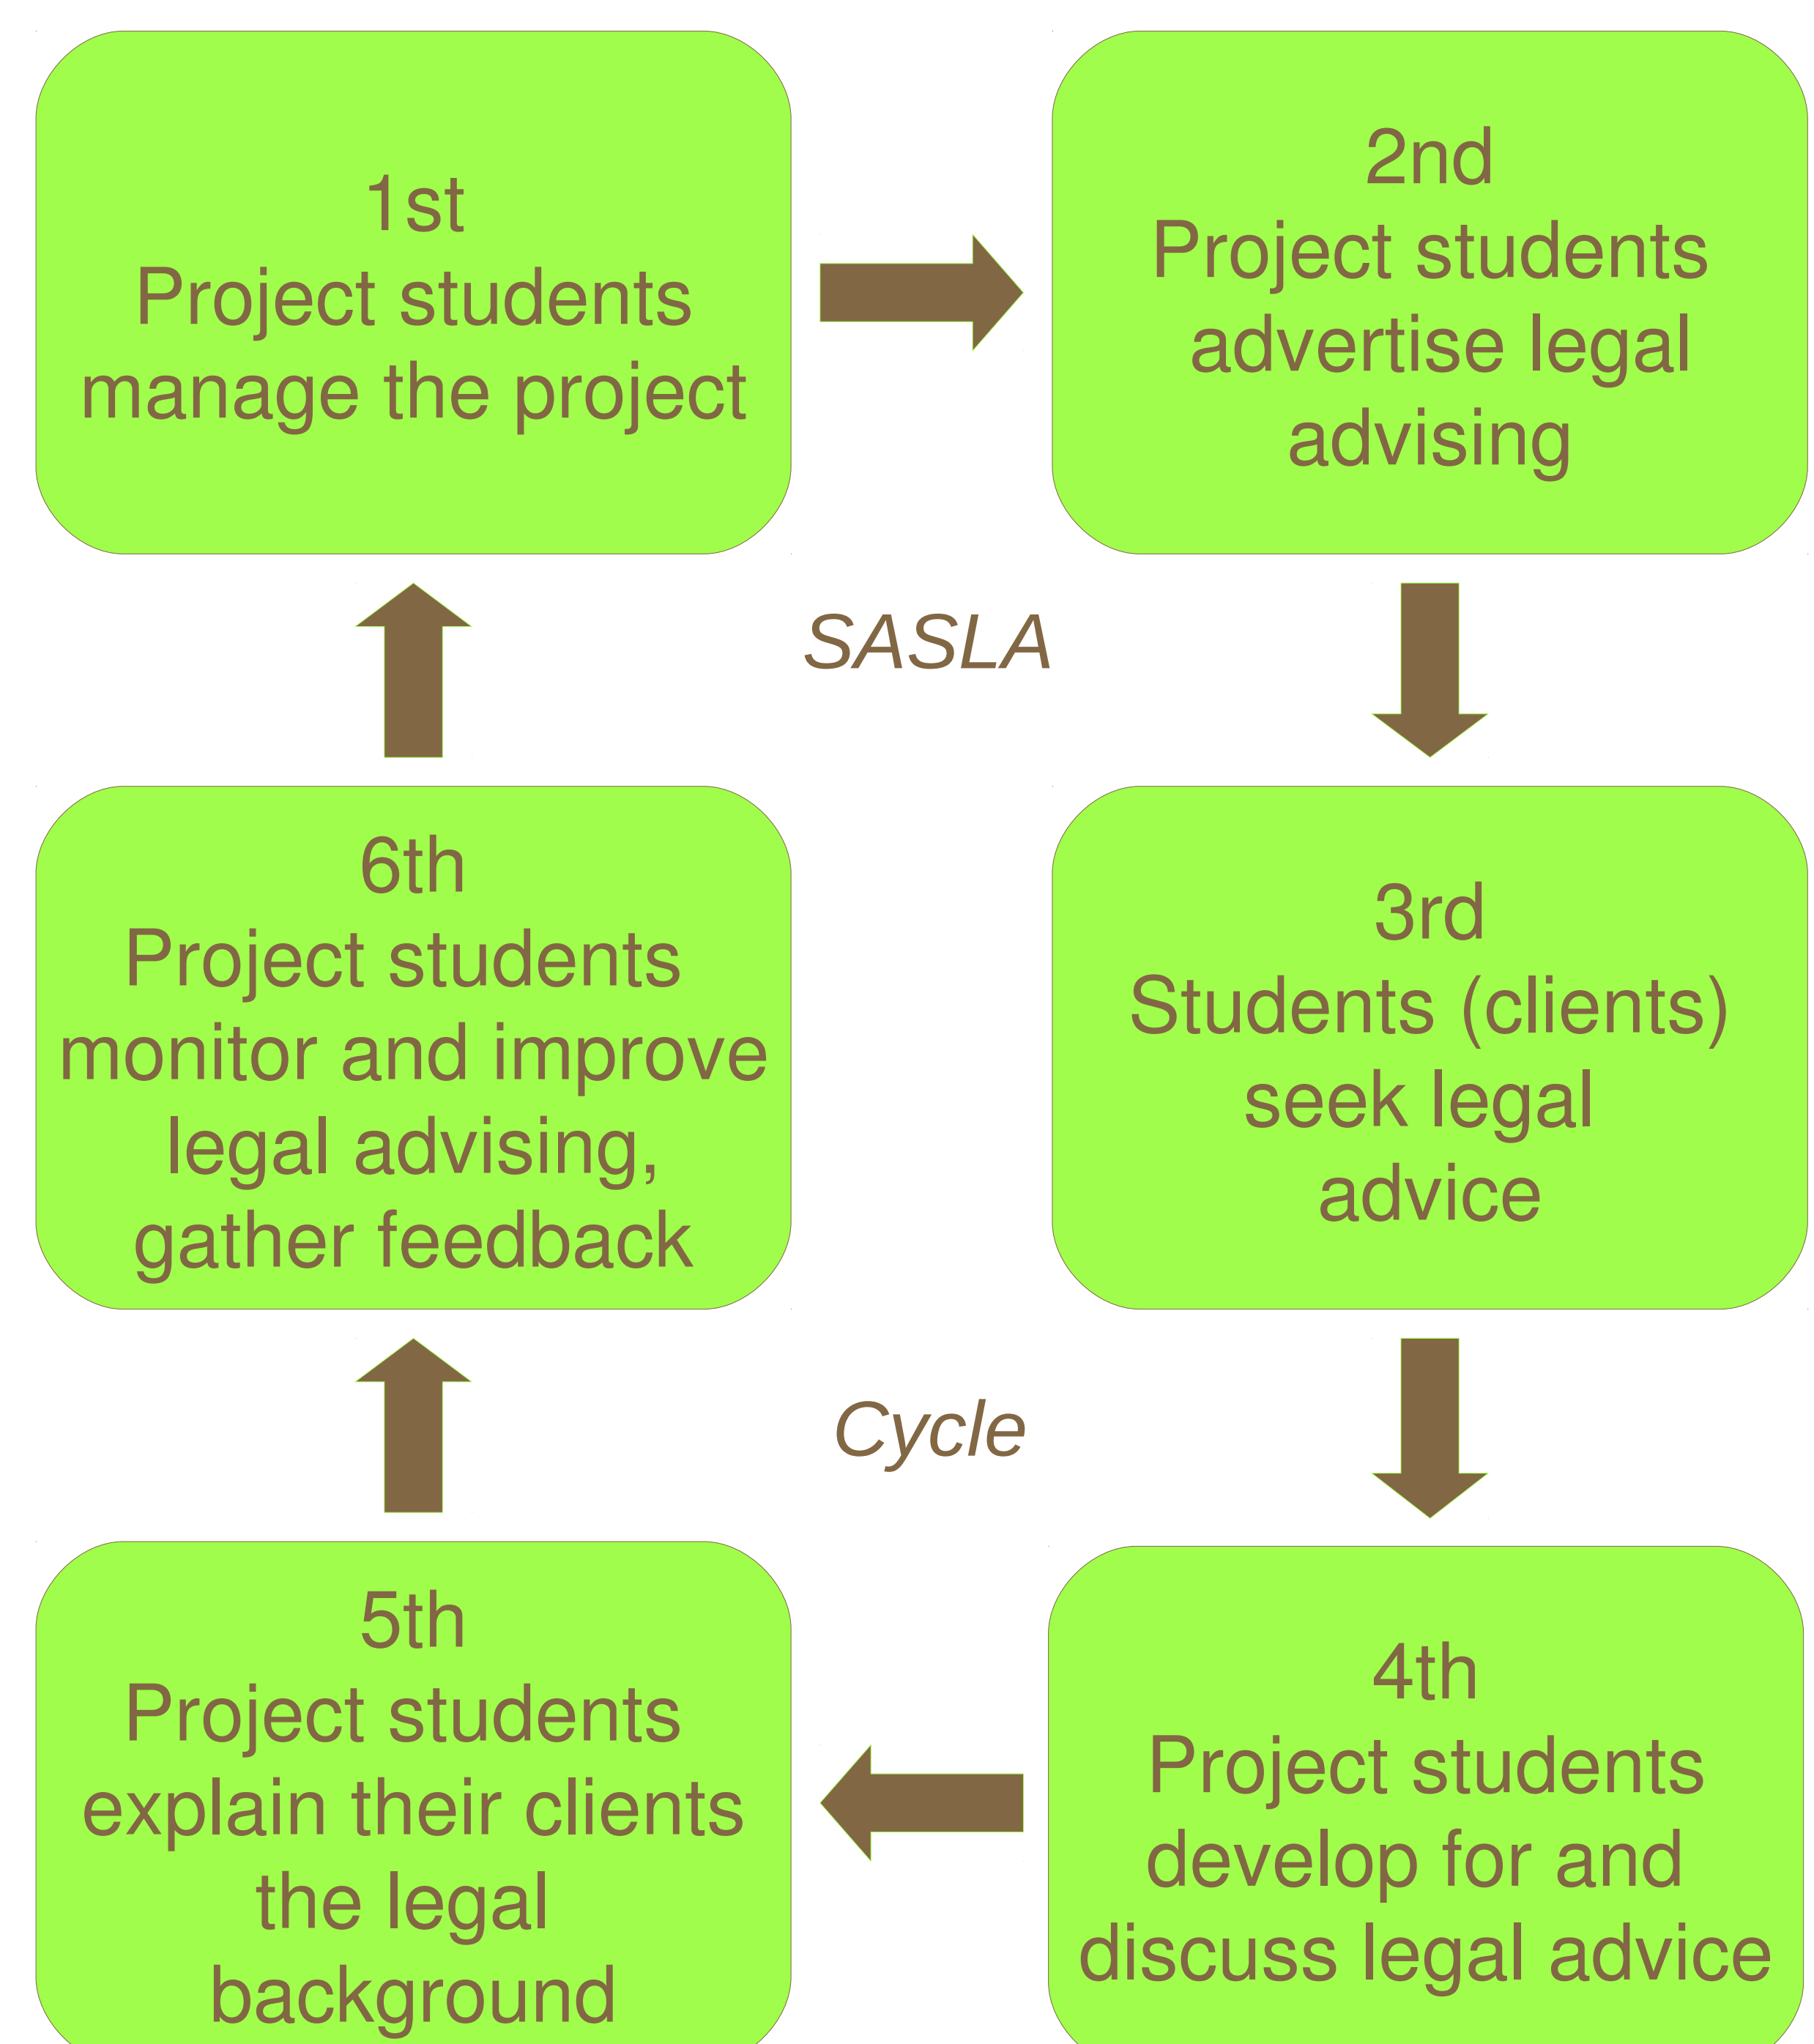 1st
Project students
manage the project
2nd
Project students
advertise legal
advising
SASLA
6th
Project students
monitor and improve
legal advising,
gather feedback
3rd
Students (clients)
seek legal
advice
Cycle
5th
Project students
explain their clients
the legal
background
4th
Project students
develop for and
discuss legal advice